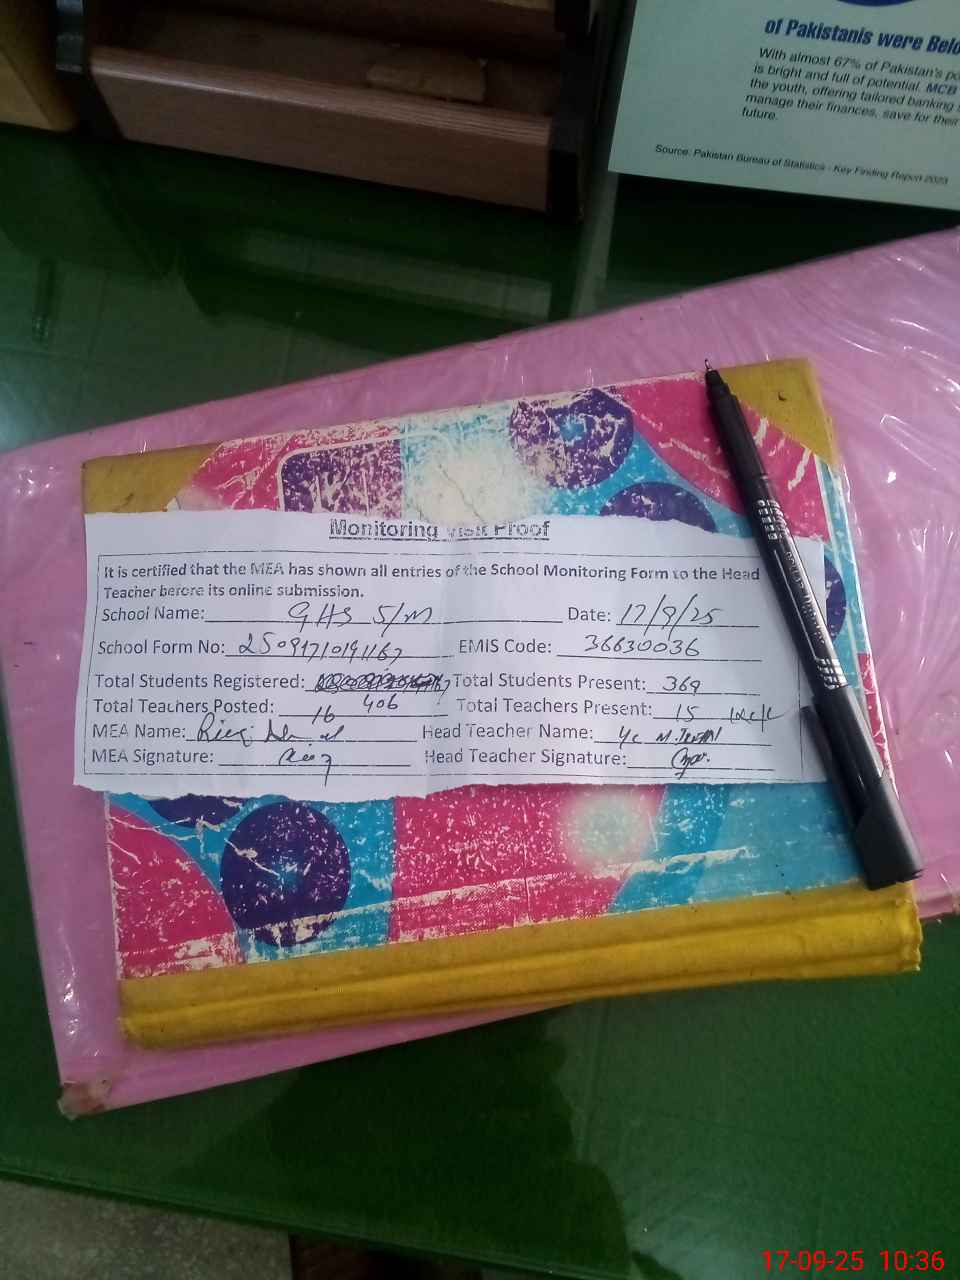 of Pakistanis were Belo
With almost 67% of Pakistan's po
is bright and full of potential. MCB
the youth, offering tailored banking s
manage their finances, save for their
future.
Source: Pakistan Bureau of Statistics - Key Finding Report 2023
Monitoring Visit Proof
It is certified that the MEA has shown all entries of the School Monitoring Form to the Head
Teacher berore its online submission.
School Name: GHS S/M Date: 17/9/25
School Form No: EMIS Code: 36630036
Total Students Registered: 406 Total Students Present: 369
Total Teachers Posted: 16 Total Teachers Present: 15
MEA Name: Head Teacher Name:
MEA Signature: Head Teacher Signature:
17-09-25 10:36